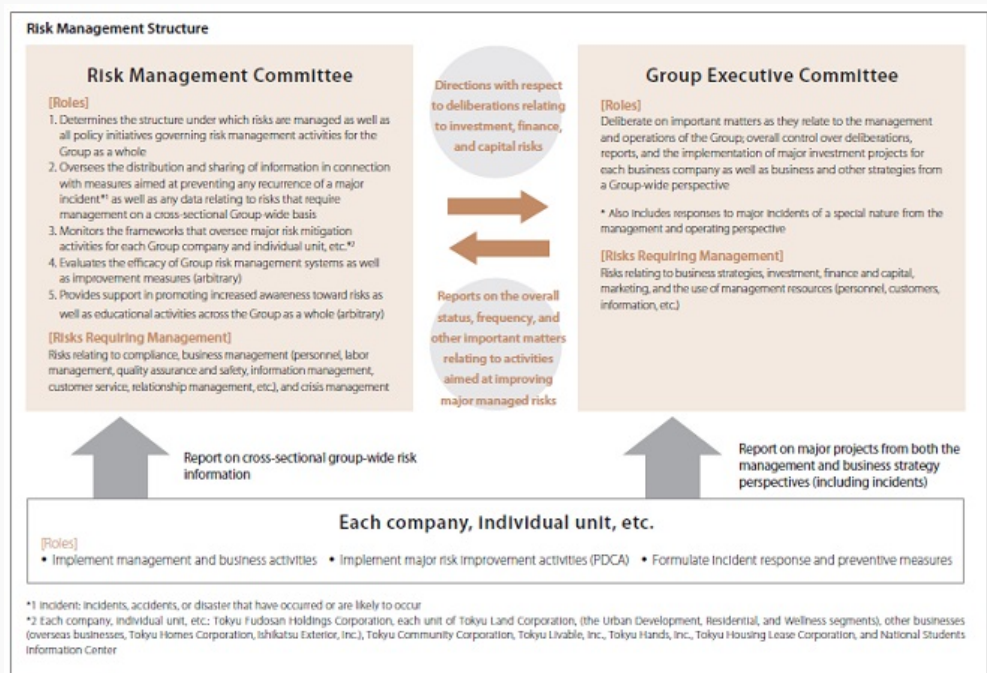 Risk Management Structure
Risk Management Committee
[Roles]
1. Determines the structure under which risks are managed as well as
all policy initiatives governing risk management activities for the
Group as a whole
2. Oversees the distribution and sharing of information in connection
with measures aimed at preventing any recurrence of a major
incident*1 as well as any data relating to risks that require
management on a cross-sectional Group-wide basis
3. Monitors the frameworks that oversee major risk mitigation
activities for each Group company and individual unit, etc.*2
4. Evaluates the efficacy of Group risk management systems as well
as improvement measures (arbitrary)
5. Provides support in promoting increased awareness toward risks as
well as educational activities across the Group as a whole (arbitrary)
[Risks Requiring Management]
Risks relating to compliance, business management (personnel, labor
management, quality assurance and safety, information management,
customer service, relationship management, etc.), and crisis management
Directions with respect
to deliberations relating
to investment, finance,
and capital risks
Reports on the overall
status, frequency, and
other important matters
relating to activities
aimed at improving
major managed risks
Group Executive Committee
[Roles]
Deliberate on important matters as they relate to the management
and operations of the Group; overall control over deliberations,
reports, and the implementation of major investment projects for
each business company as well as business and other strategies from
a Group-wide perspective
* Also includes responses to major incidents of a special nature from the
management and operating perspective
[Risks Requiring Management]
Risks relating to business strategies, investment, finance and capital,
marketing, and the use of management resources (personnel, customers,
information, etc.)
Report on cross-sectional group-wide risk
information
Report on major projects from both the
management and business strategy
perspectives (including incidents)
Each company, individual unit, etc.
[Roles]
• Implement management and business activities • Implement major risk improvement activities (PDCA) • Formulate incident response and preventive measures
*1 Incident: Incidents, accidents, or disaster that have occurred or are likely to occur
*2 Each company, individual unit, etc.: Tokyu Fudosan Holdings Corporation, each unit of Tokyu Land Corporation, (the Urban Development, Residential, and Wellness segments), other businesses
(overseas businesses, Tokyu Homes Corporation, Ishikatsu Exterior, Inc.), Tokyu Community Corporation, Tokyu Livable, Inc., Tokyu Hands, Inc., Tokyu Housing Lease Corporation, and National Students
Information Center